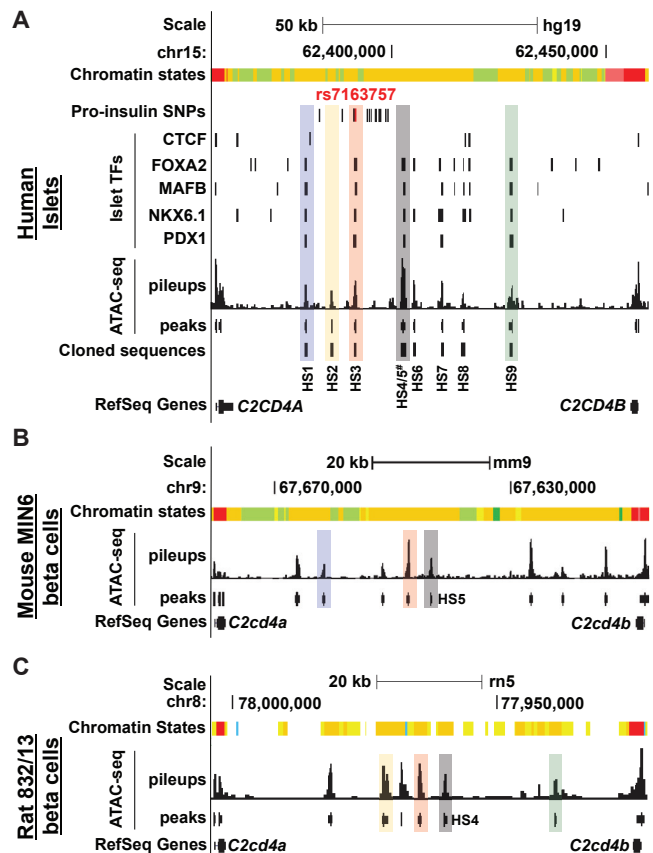 A
Scale 50 kb hg19
chr15: 62,400,000 62,450,000
Chromatin states
rs7163757
Pro-insulin SNPs
Human Islets
Islet TFs
CTCF
FOXA2
MAFB
NKX6.1
PDX1
ATAC-seq
pileups
peaks
Cloned sequences
HS1 HS2 HS3 HS4/5# HS6 HS7 HS8 HS9
RefSeq Genes C2CD4A C2CD4B
B
Mouse MIN6 beta cells
Scale 20 kb mm9
chr9: 67,670,000 67,630,000
Chromatin states
ATAC-seq
pileups
peaks HS5
RefSeq Genes C2cd4a C2cd4b
C
Rat 832/13 beta cells
Scale 20 kb rn5
chr8: 78,000,000 77,950,000
Chromatin States
ATAC-seq
pileups
peaks HS4
RefSeq Genes C2cd4a C2cd4b